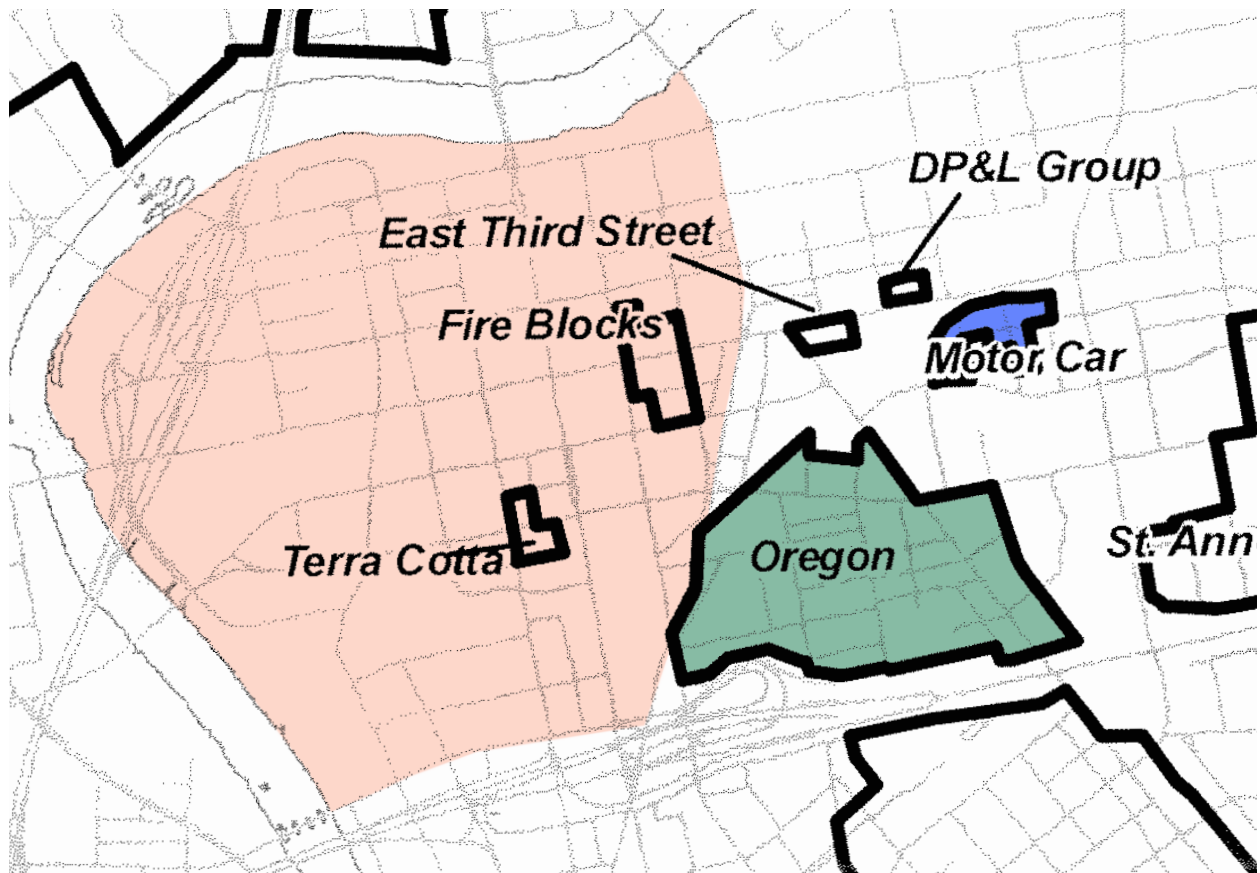 DP&L Group
East Third Street
Fire Blocks
Motor Car
Terra Cotta
Oregon
St. Ann